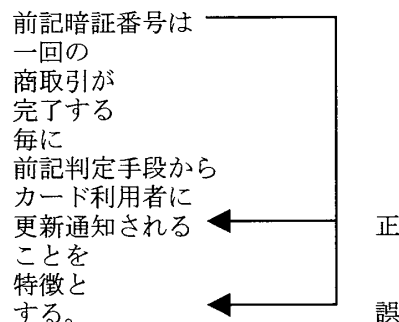 前記暗証番号は
一回の
商取引が
完了する
毎に
前記判定手段から
カード利用者に
更新通知される 正
ことを
特徴と
する。 誤